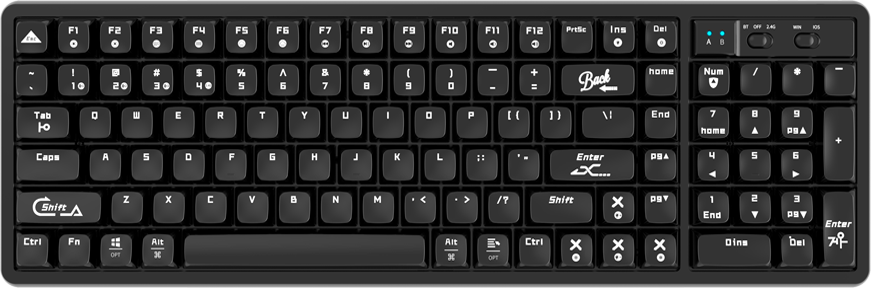 ESC F1 F2 F3 F4 F5 F6 F7 F8 F9 F10 F11 F12 PrtSc Ins Del A B BT OFF 2.4G WIN IOS
~ ! @ # $ % ^ & * ( ) — + Back home Num / * —
` 1 2 3 4 5 6 7 8 9 0 - =
Tab Q W E R T Y U I O P [{ ]} \| End 7 8 9 +
home ▲ pg▲
Caps A S D F G H J K L ;: '" Enter pg▲ 4 5 6
◀ ▶
Shift Z X C V B N M ,< .> /? Shift pg▼ 1 2 3 Enter
End ▼ pg▼
Ctrl Fn Alt Alt Ctrl 0ins .Del
OPT ⌘ ⌘ OPT